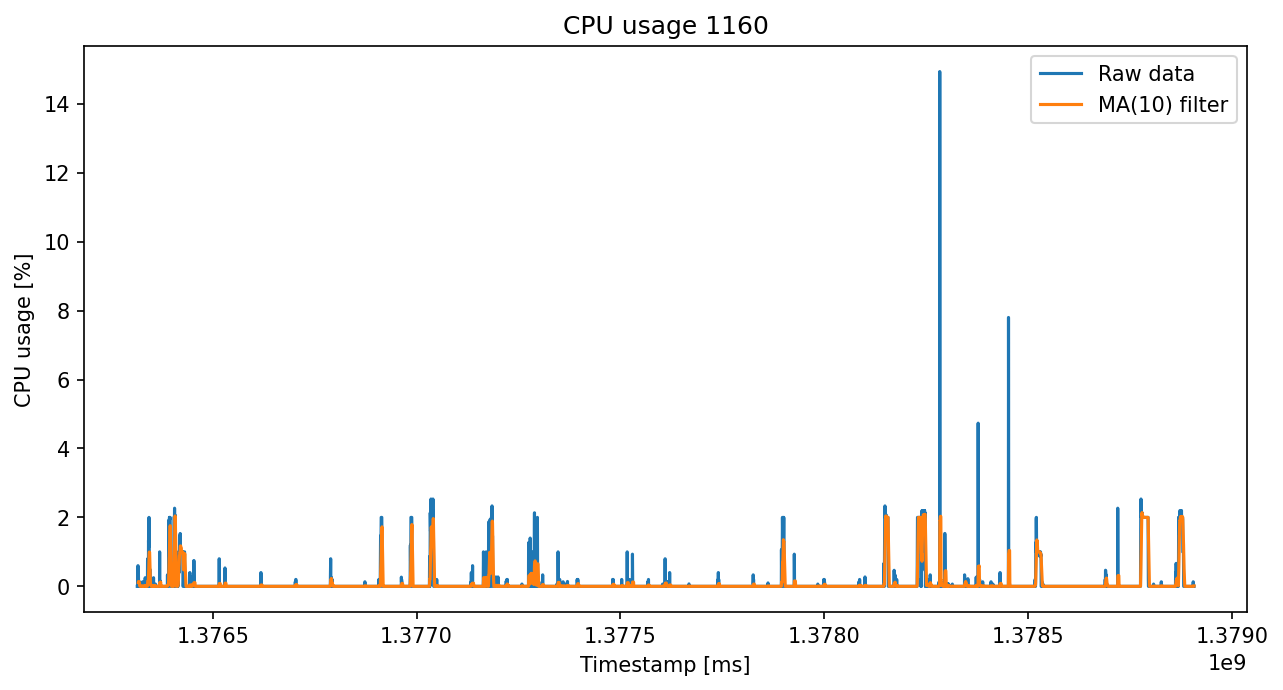 CPU usage 1160
Raw data
MA(10) filter
CPU usage [%]
14
12
10
8
6
4
2
0
1.3765 1.3770 1.3775 1.3780 1.3785 1.3790
1e9
Timestamp [ms]